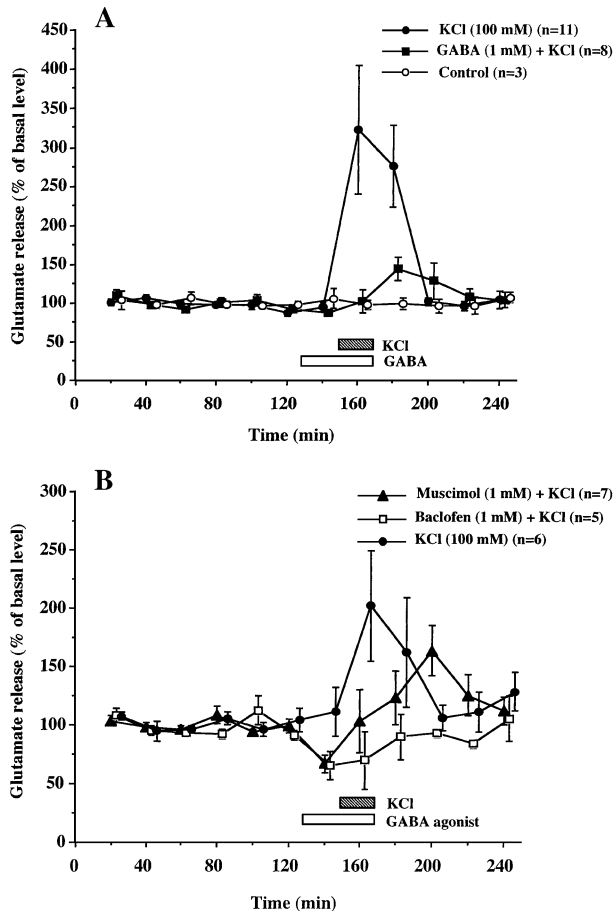 A
KCl (100 mM) (n=11)
GABA (1 mM) + KCl (n=8)
Control (n=3)
Glutamate release (% of basal level)
450
400
350
300
250
200
150
100
50
0
KCl
GABA
0 40 80 120 160 200 240
Time (min)
B
Muscimol (1 mM) + KCl (n=7)
Baclofen (1 mM) + KCl (n=5)
KCl (100 mM) (n=6)
Glutamate release (% of basal level)
300
250
200
150
100
50
0
KCl
GABA agonist
0 40 80 120 160 200 240
Time (min)